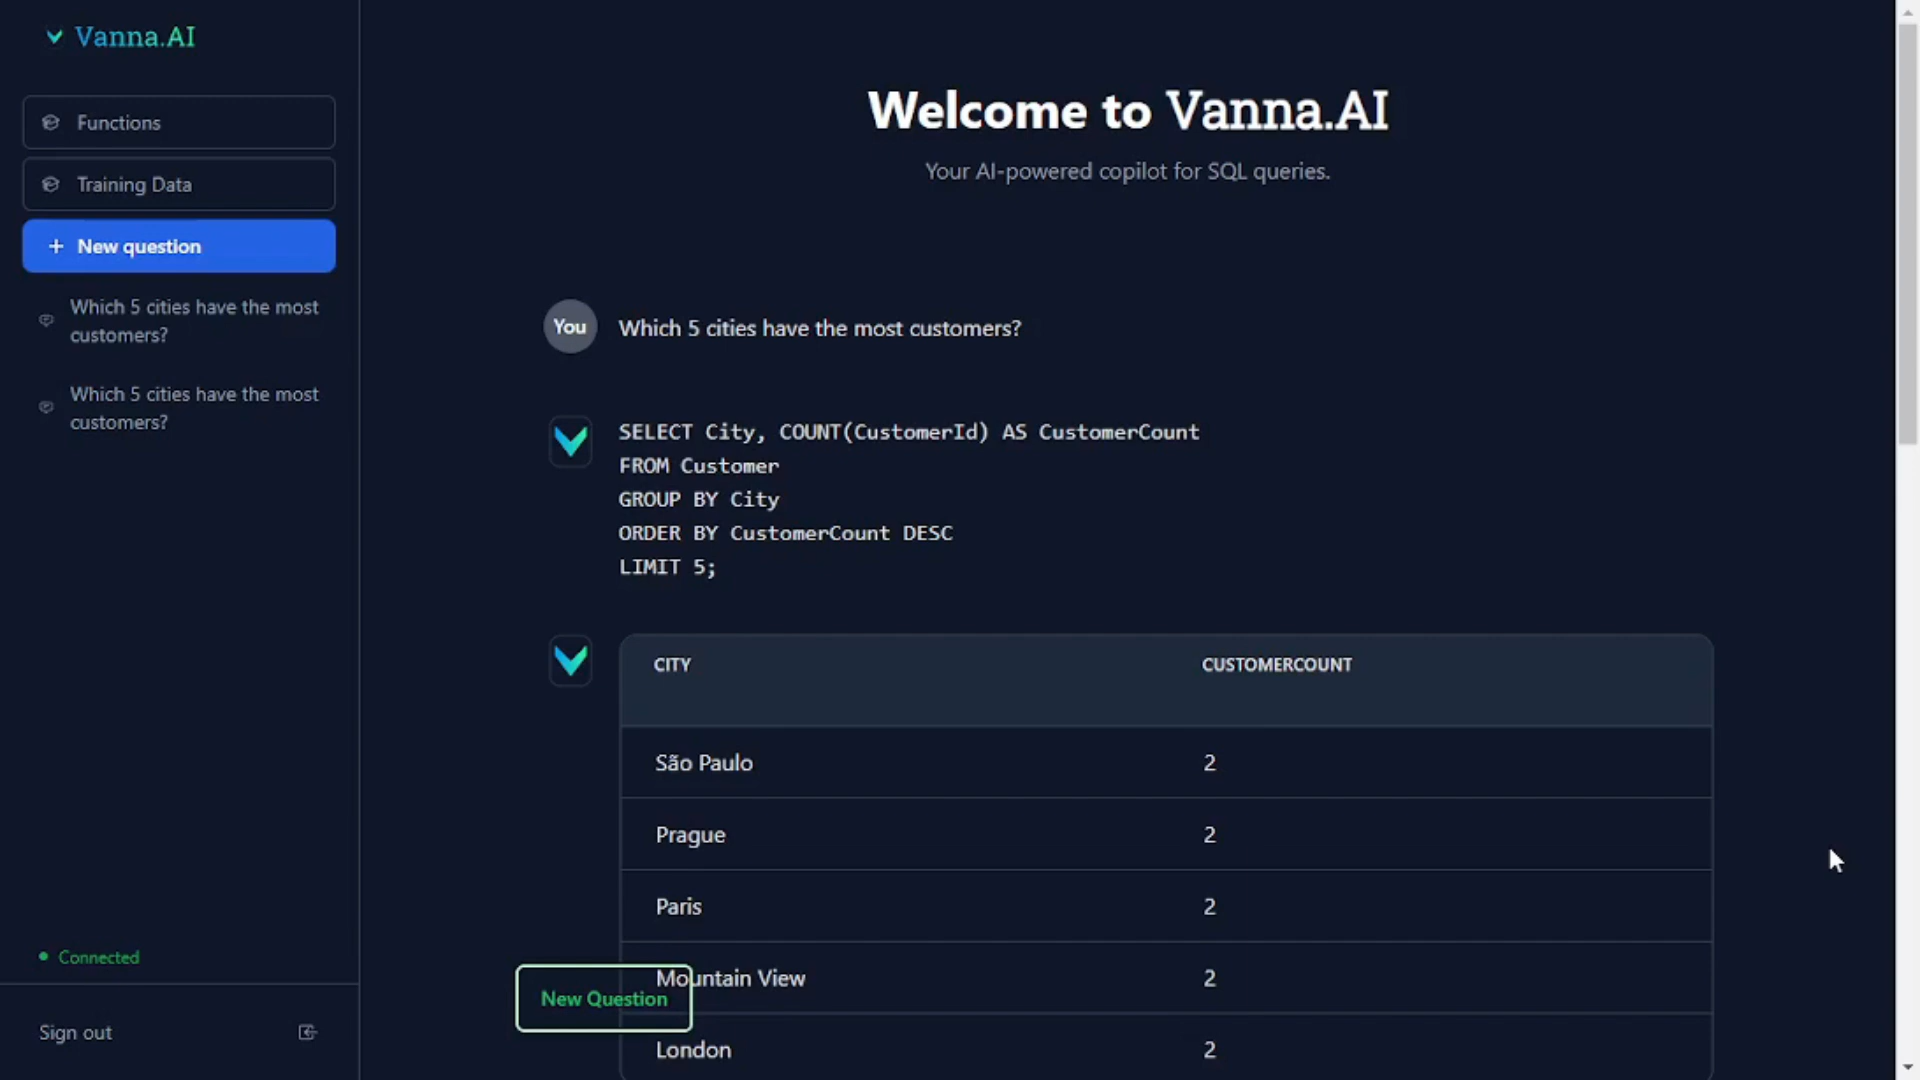 Vanna.AI
Functions
Training Data
+ New question
Which 5 cities have the most
customers?
Which 5 cities have the most
customers?
Connected
Sign out
Welcome to Vanna.AI
Your AI-powered copilot for SQL queries.
You
Which 5 cities have the most customers?
SELECT City, COUNT(CustomerId) AS CustomerCount
FROM Customer
GROUP BY City
ORDER BY CustomerCount DESC
LIMIT 5;
CITY CUSTOMERCOUNT
São Paulo 2
Prague 2
Paris 2
Mountain View 2
New Question
London 2